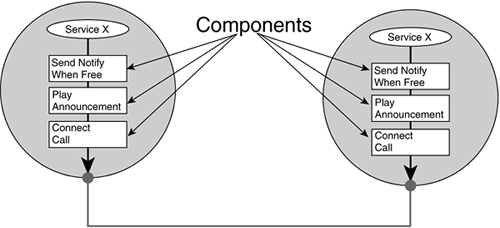 Components
Service X
Send Notify
When Free
Play
Announcement
Connect
Call
Service X
Send Notify
When Free
Play
Announcement
Connect
Call